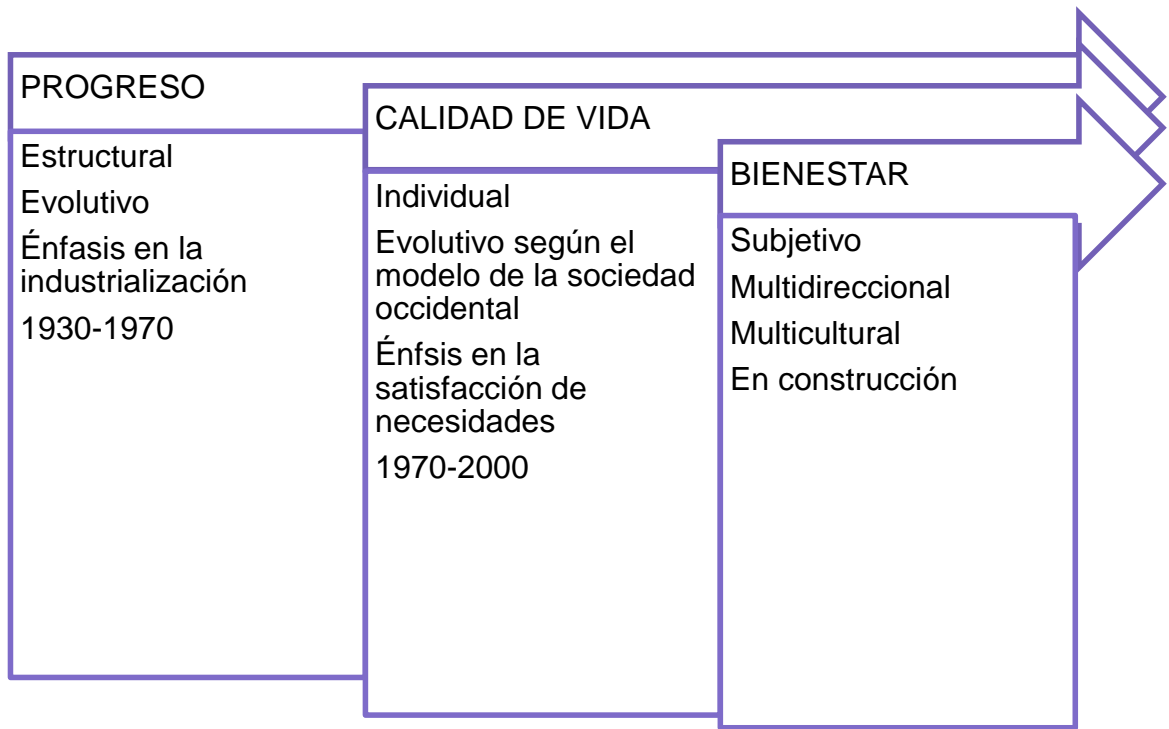 PROGRESO
Estructural
Evolutivo
Énfasis en la
industrialización
1930-1970
CALIDAD DE VIDA
Individual
Evolutivo según el
modelo de la sociedad
occidental
Énfsis en la
satisfacción de
necesidades
1970-2000
BIENESTAR
Subjetivo
Multidireccional
Multicultural
En construcción